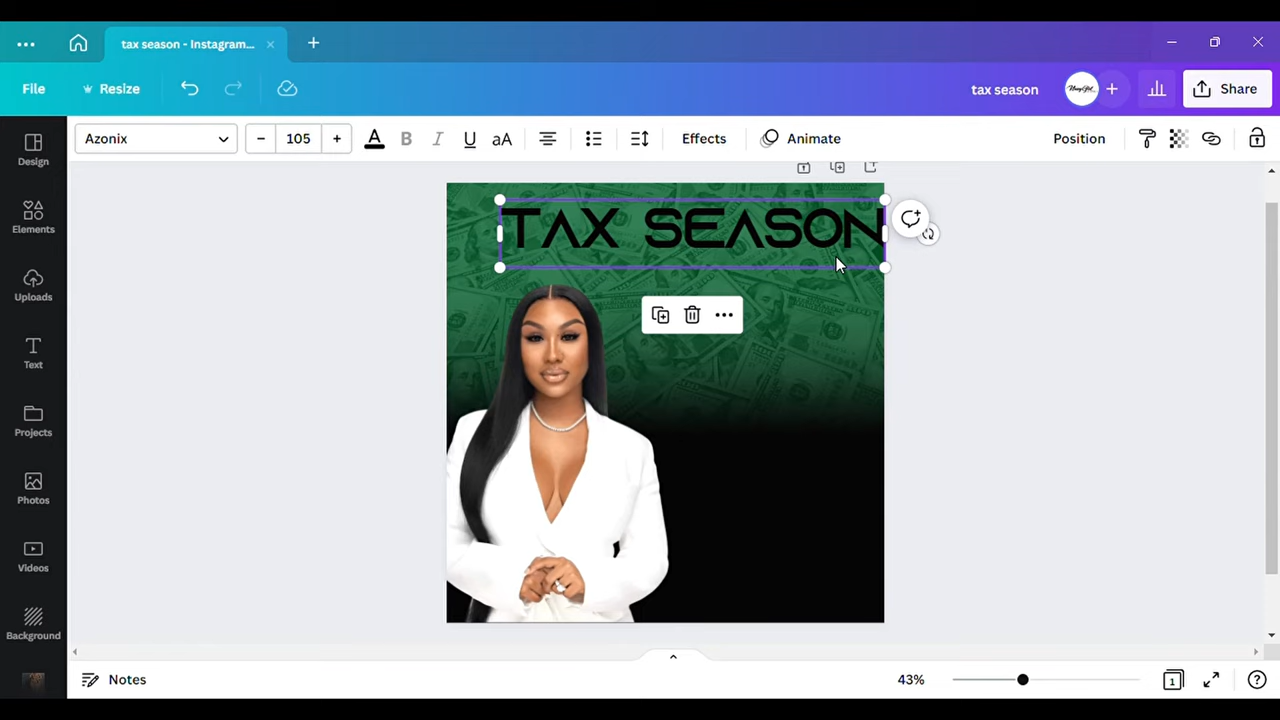 tax season - Instagram...
File
Resize
tax season
Share
Azonix
105
B
I
U
aA
Effects
Animate
Position
Design
Elements
Uploads
Text
Projects
Photos
Videos
Background
TAX SEASON
Notes
43%
1